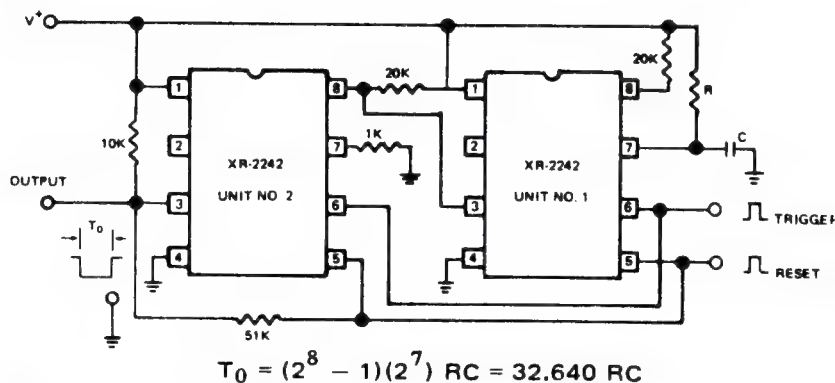 V+
20K
20K
R
1 8 1 8
10K
1K
C
2 7 2 7
XR-2242 XR-2242
OUTPUT
UNIT NO. 2 UNIT NO. 1
3 6 3 6
TRIGGER
T₀
4 5 4 5
RESET
51K
T₀ = (2⁸ – 1)(2⁷) RC = 32.640 RC